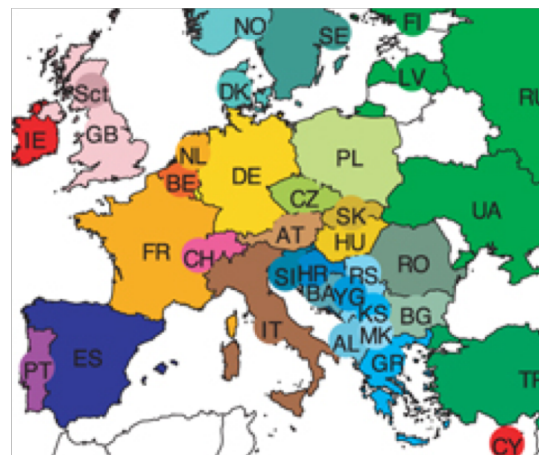 FI
NO
SE
LV
RU
DK
Sct
IE
GB
NL
PL
DE
BE
CZ
UA
SK
AT
HU
FR
CH
RO
SI
HR
RS
BA
YG
KS
BG
IT
MK
AL
ES
PT
GR
TR
CY